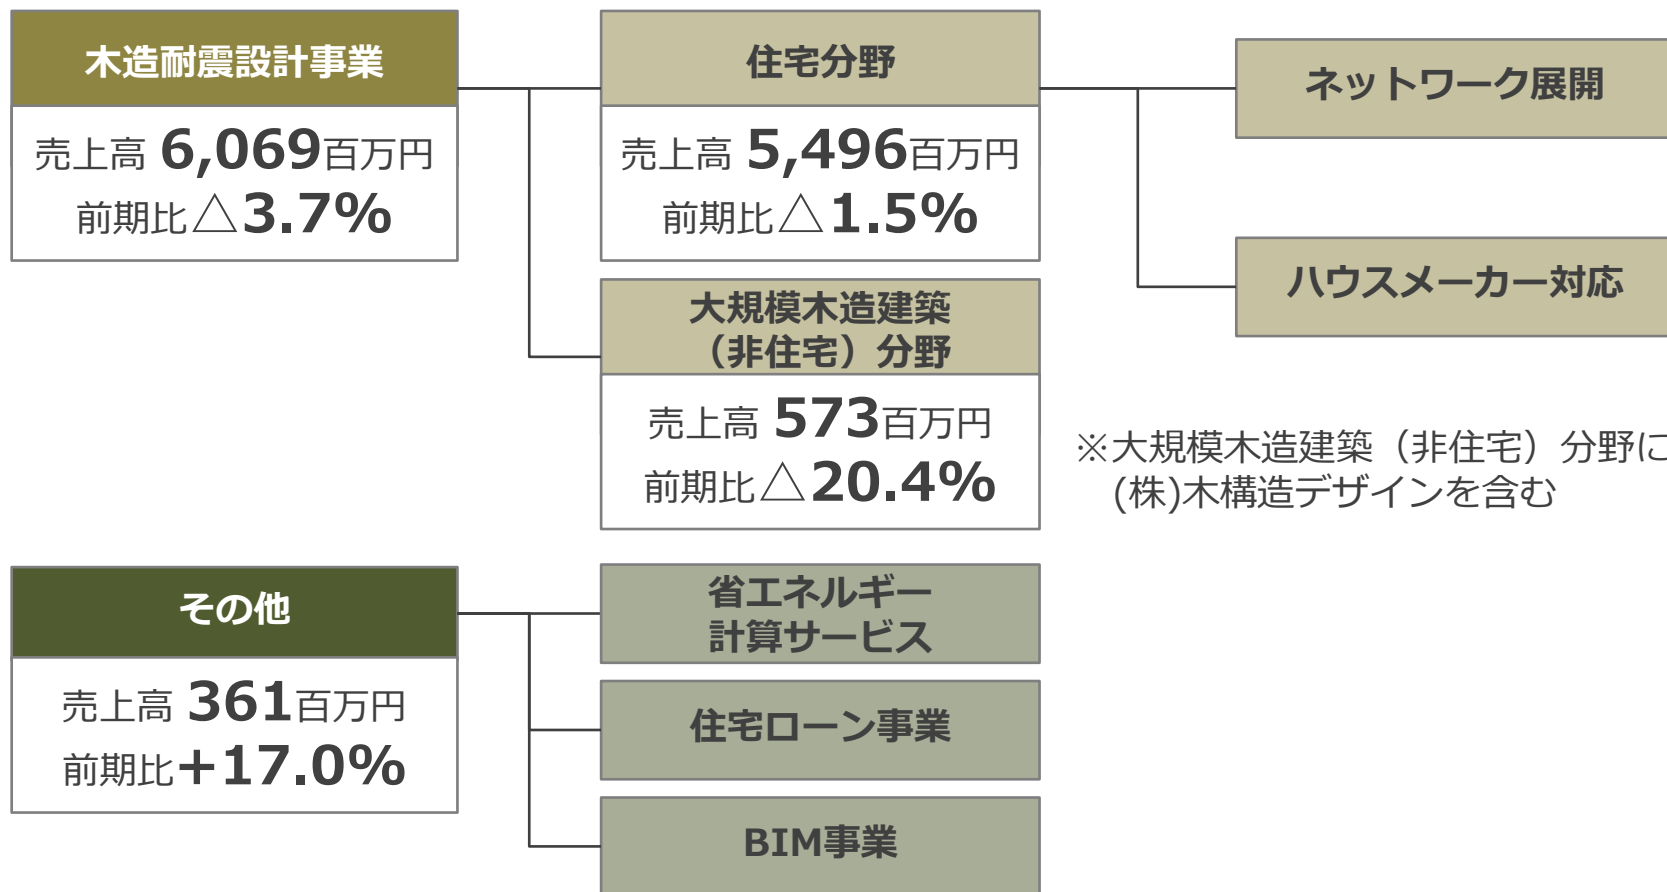 木造耐震設計事業
売上高 6,069百万円
前期比△3.7%
住宅分野
売上高 5,496百万円
前期比△1.5%
ネットワーク展開
ハウスメーカー対応
大規模木造建築
（非住宅）分野
売上高 573百万円
前期比△20.4%
※大規模木造建築（非住宅）分野に
(株)木構造デザインを含む
その他
売上高 361百万円
前期比+17.0%
省エネルギー
計算サービス
住宅ローン事業
BIM事業